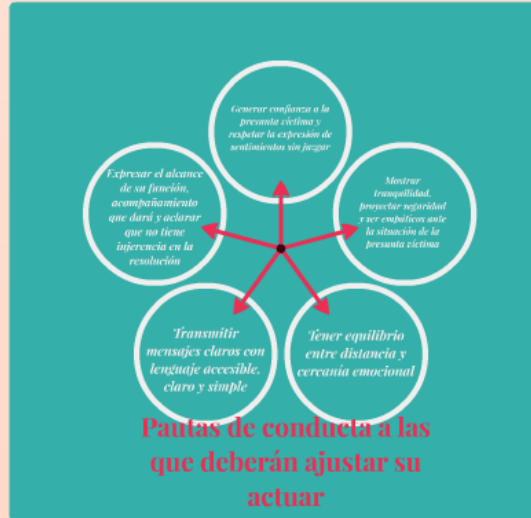 Generar confianza a la
presunta víctima y
respetar la expresión de
sentimientos sin juzgar
Expresar el alcance
de su función,
acompañamiento
que dará y aclarar
que no tiene
injerencia en la
resolución
Mostrar
tranquilidad,
proyectar seguridad
y ser empáticos ante
la situación de la
presunta víctima
Transmitir
mensajes claros con
lenguaje accesible,
claro y simple
Tener equilibrio
entre distancia y
cercanía emocional
Pautas de conducta a las
que deberán ajustar su
actuar